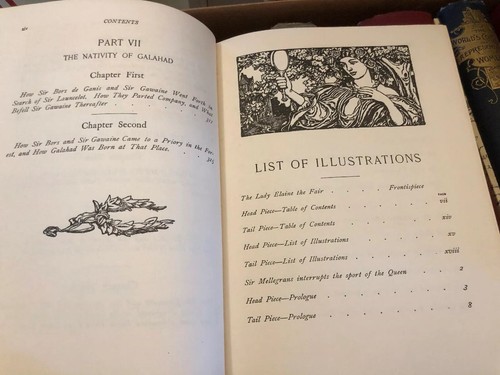 CONTENTS
PART VII
THE NATIVITY OF GALAHAD
Chapter First
How Sir Bors de Ganis and Sir Gawaine Went Forth in
Search of Sir Launcelot. How They Parted Company, and What
Befell Sir Gawaine Thereafter
Chapter Second
How Sir Bors and Sir Gawaine Came to a Priory in the For-
est, and How Galahad Was Born at That Place.
LIST OF ILLUSTRATIONS
The Lady Elaine the Fair . . . . . Frontispiece
PAGE
Head Piece—Table of Contents . . . . vii
Tail Piece—Table of Contents . . . . xiv
Head Piece—List of Illustrations . . . . xv
Tail Piece—List of Illustrations . . . . xviii
Sir Mellegrans interrupts the sport of the Queen . . 2
Head Piece—Prologue . . . . . . 3
Tail Piece—Prologue . . . . . . 8
WORLD'S